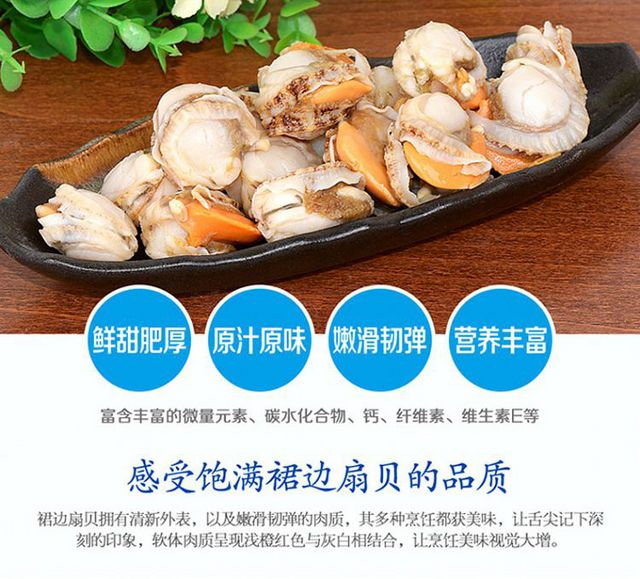 鲜甜肥厚 原汁原味 嫩滑韧弹 营养丰富
富含丰富的微量元素、碳水化合物、钙、纤维素、维生素E等
感受饱满裙边扇贝的品质
裙边扇贝拥有清新外表，以及嫩滑韧弹的肉质，其多种烹饪都获美味，让舌尖记下深
刻的印象，软体肉质呈现浅橙红色与灰白相结合，让烹饪美味视觉大增。